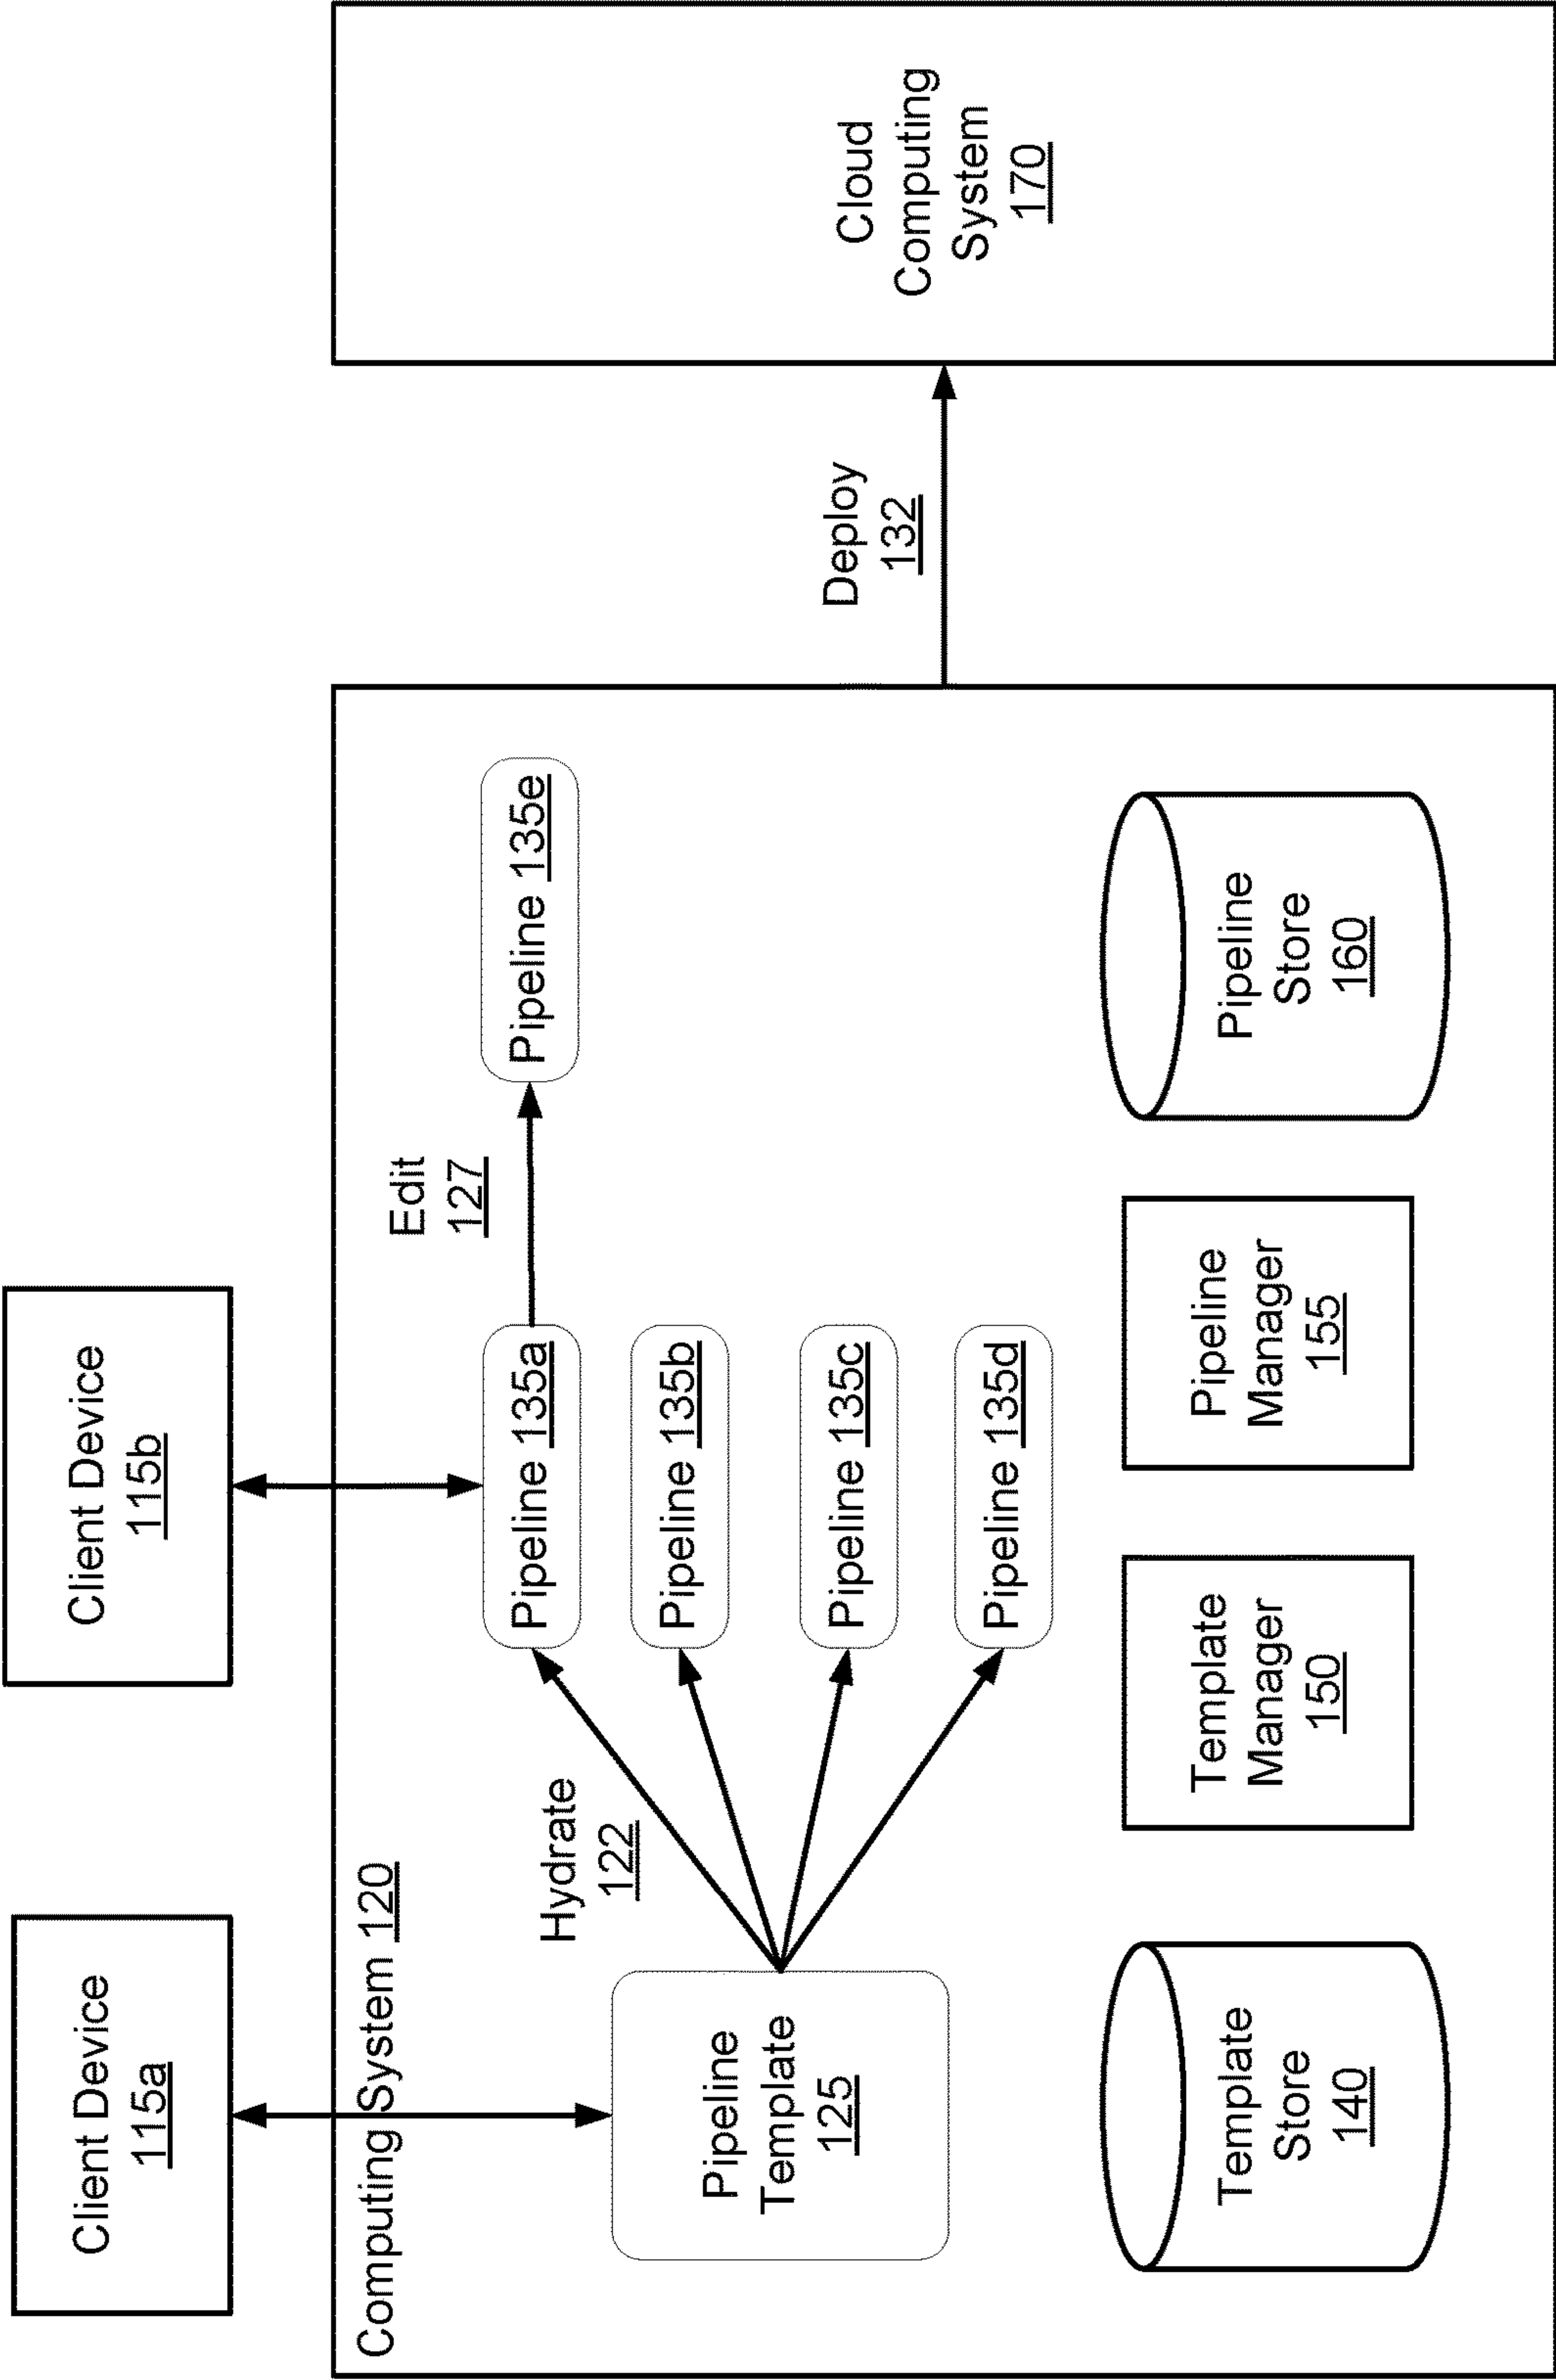 Client Device
115a
Client Device
115b
Computing System 120
Hydrate
122
Edit
127
Pipeline
Template
125
Pipeline 135a
Pipeline 135b
Pipeline 135c
Pipeline 135d
Pipeline 135e
Template
Store
140
Template
Manager
150
Pipeline
Manager
155
Pipeline
Store
160
Deploy
132
Cloud
Computing
System
170